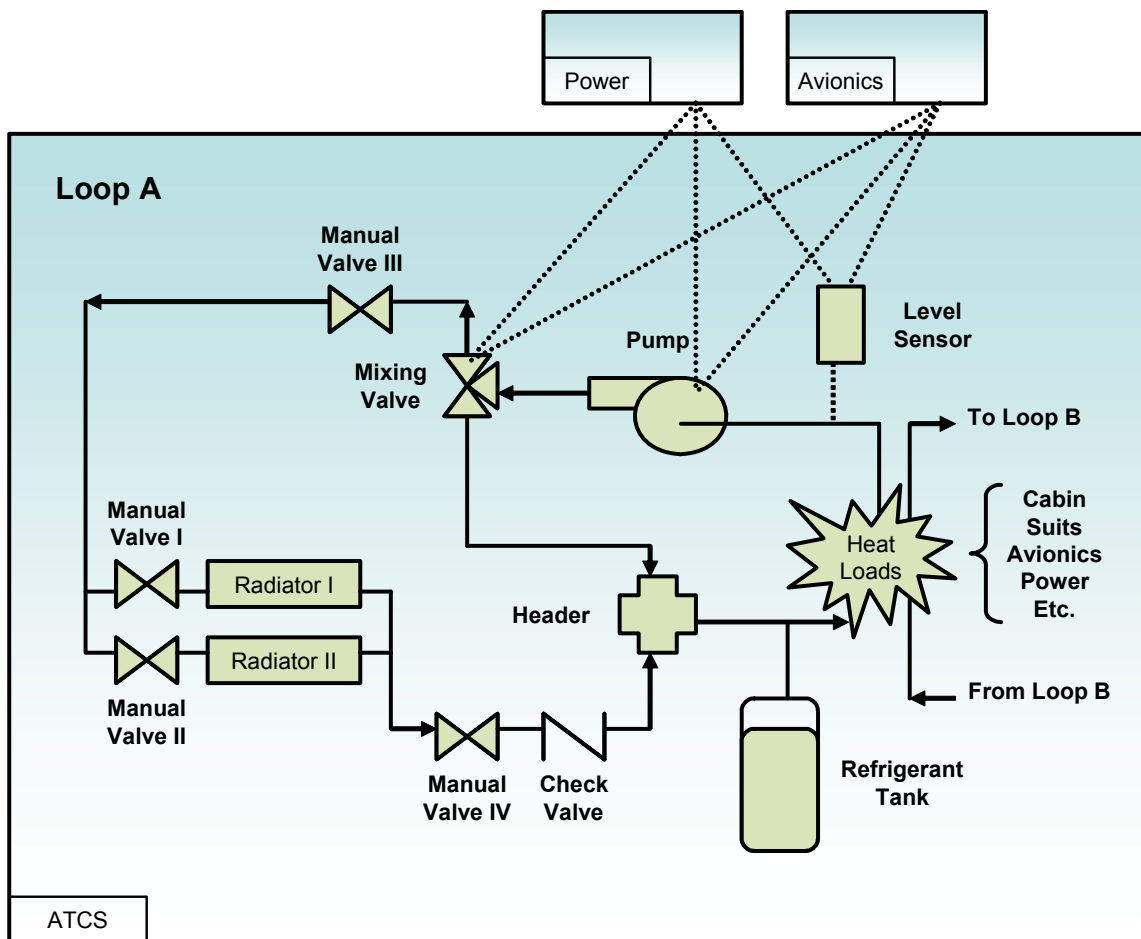 Power
Avionics
Loop A
Manual
Valve III
Level
Sensor
Pump
Mixing
Valve
To Loop B
Manual
Valve I
Heat
Loads
Cabin
Suits
Avionics
Power
Etc.
Radiator I
Header
Radiator II
Manual
Valve II
From Loop B
Manual
Valve IV
Check
Valve
Refrigerant
Tank
ATCS